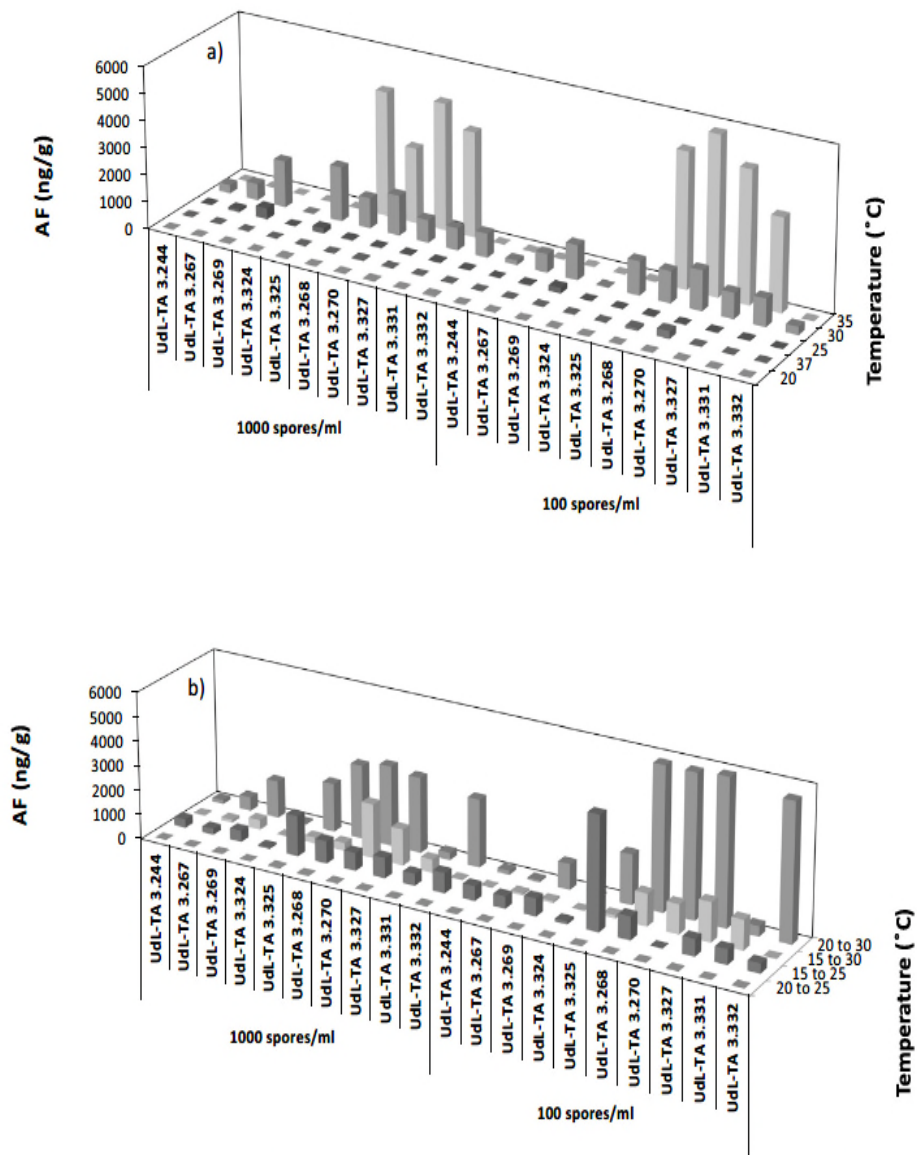 a)
AF (ng/g)
6000
5000
4000
3000
2000
1000
0
Temperature (˚C)
35
30
25
37
20
UdL-TA 3.244
UdL-TA 3.267
UdL-TA 3.269
UdL-TA 3.324
UdL-TA 3.325
UdL-TA 3.268
UdL-TA 3.270
UdL-TA 3.327
UdL-TA 3.331
UdL-TA 3.332
UdL-TA 3.244
UdL-TA 3.267
UdL-TA 3.269
UdL-TA 3.324
UdL-TA 3.325
UdL-TA 3.268
UdL-TA 3.270
UdL-TA 3.327
UdL-TA 3.331
UdL-TA 3.332
1000 spores/ml
100 spores/ml
b)
AF (ng/g)
6000
5000
4000
3000
2000
1000
0
Temperature (˚C)
20 to 30
15 to 30
15 to 25
20 to 25
UdL-TA 3.244
UdL-TA 3.267
UdL-TA 3.269
UdL-TA 3.324
UdL-TA 3.325
UdL-TA 3.268
UdL-TA 3.270
UdL-TA 3.327
UdL-TA 3.331
UdL-TA 3.332
UdL-TA 3.244
UdL-TA 3.267
UdL-TA 3.269
UdL-TA 3.324
UdL-TA 3.325
UdL-TA 3.268
UdL-TA 3.270
UdL-TA 3.327
UdL-TA 3.331
UdL-TA 3.332
1000 spores/ml
100 spores/ml